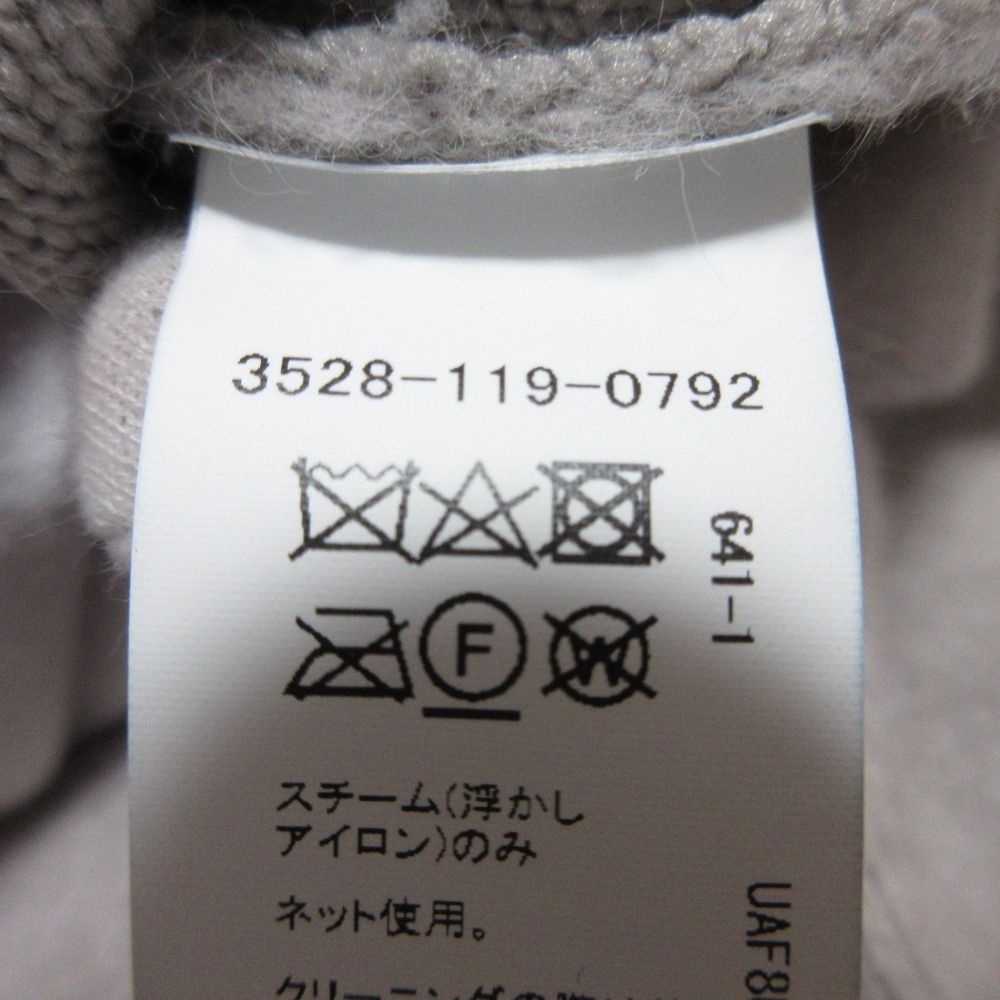 3528-119-0792
641-1
F
W
スチーム(浮かし
アイロン)のみ
ネット使用。
UAF8